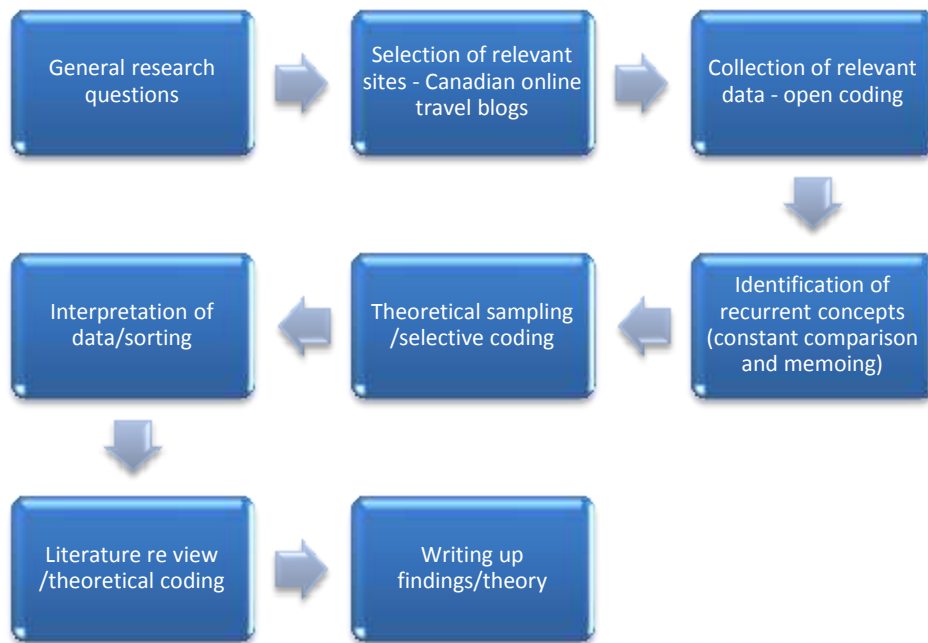 General research
questions
Selection of relevant
sites - Canadian online
travel blogs
Collection of relevant
data - open coding
Identification of
recurrent concepts
(constant comparison
and memoing)
Theoretical sampling
/selective coding
Interpretation of
data/sorting
Literature re view
/theoretical coding
Writing up
findings/theory